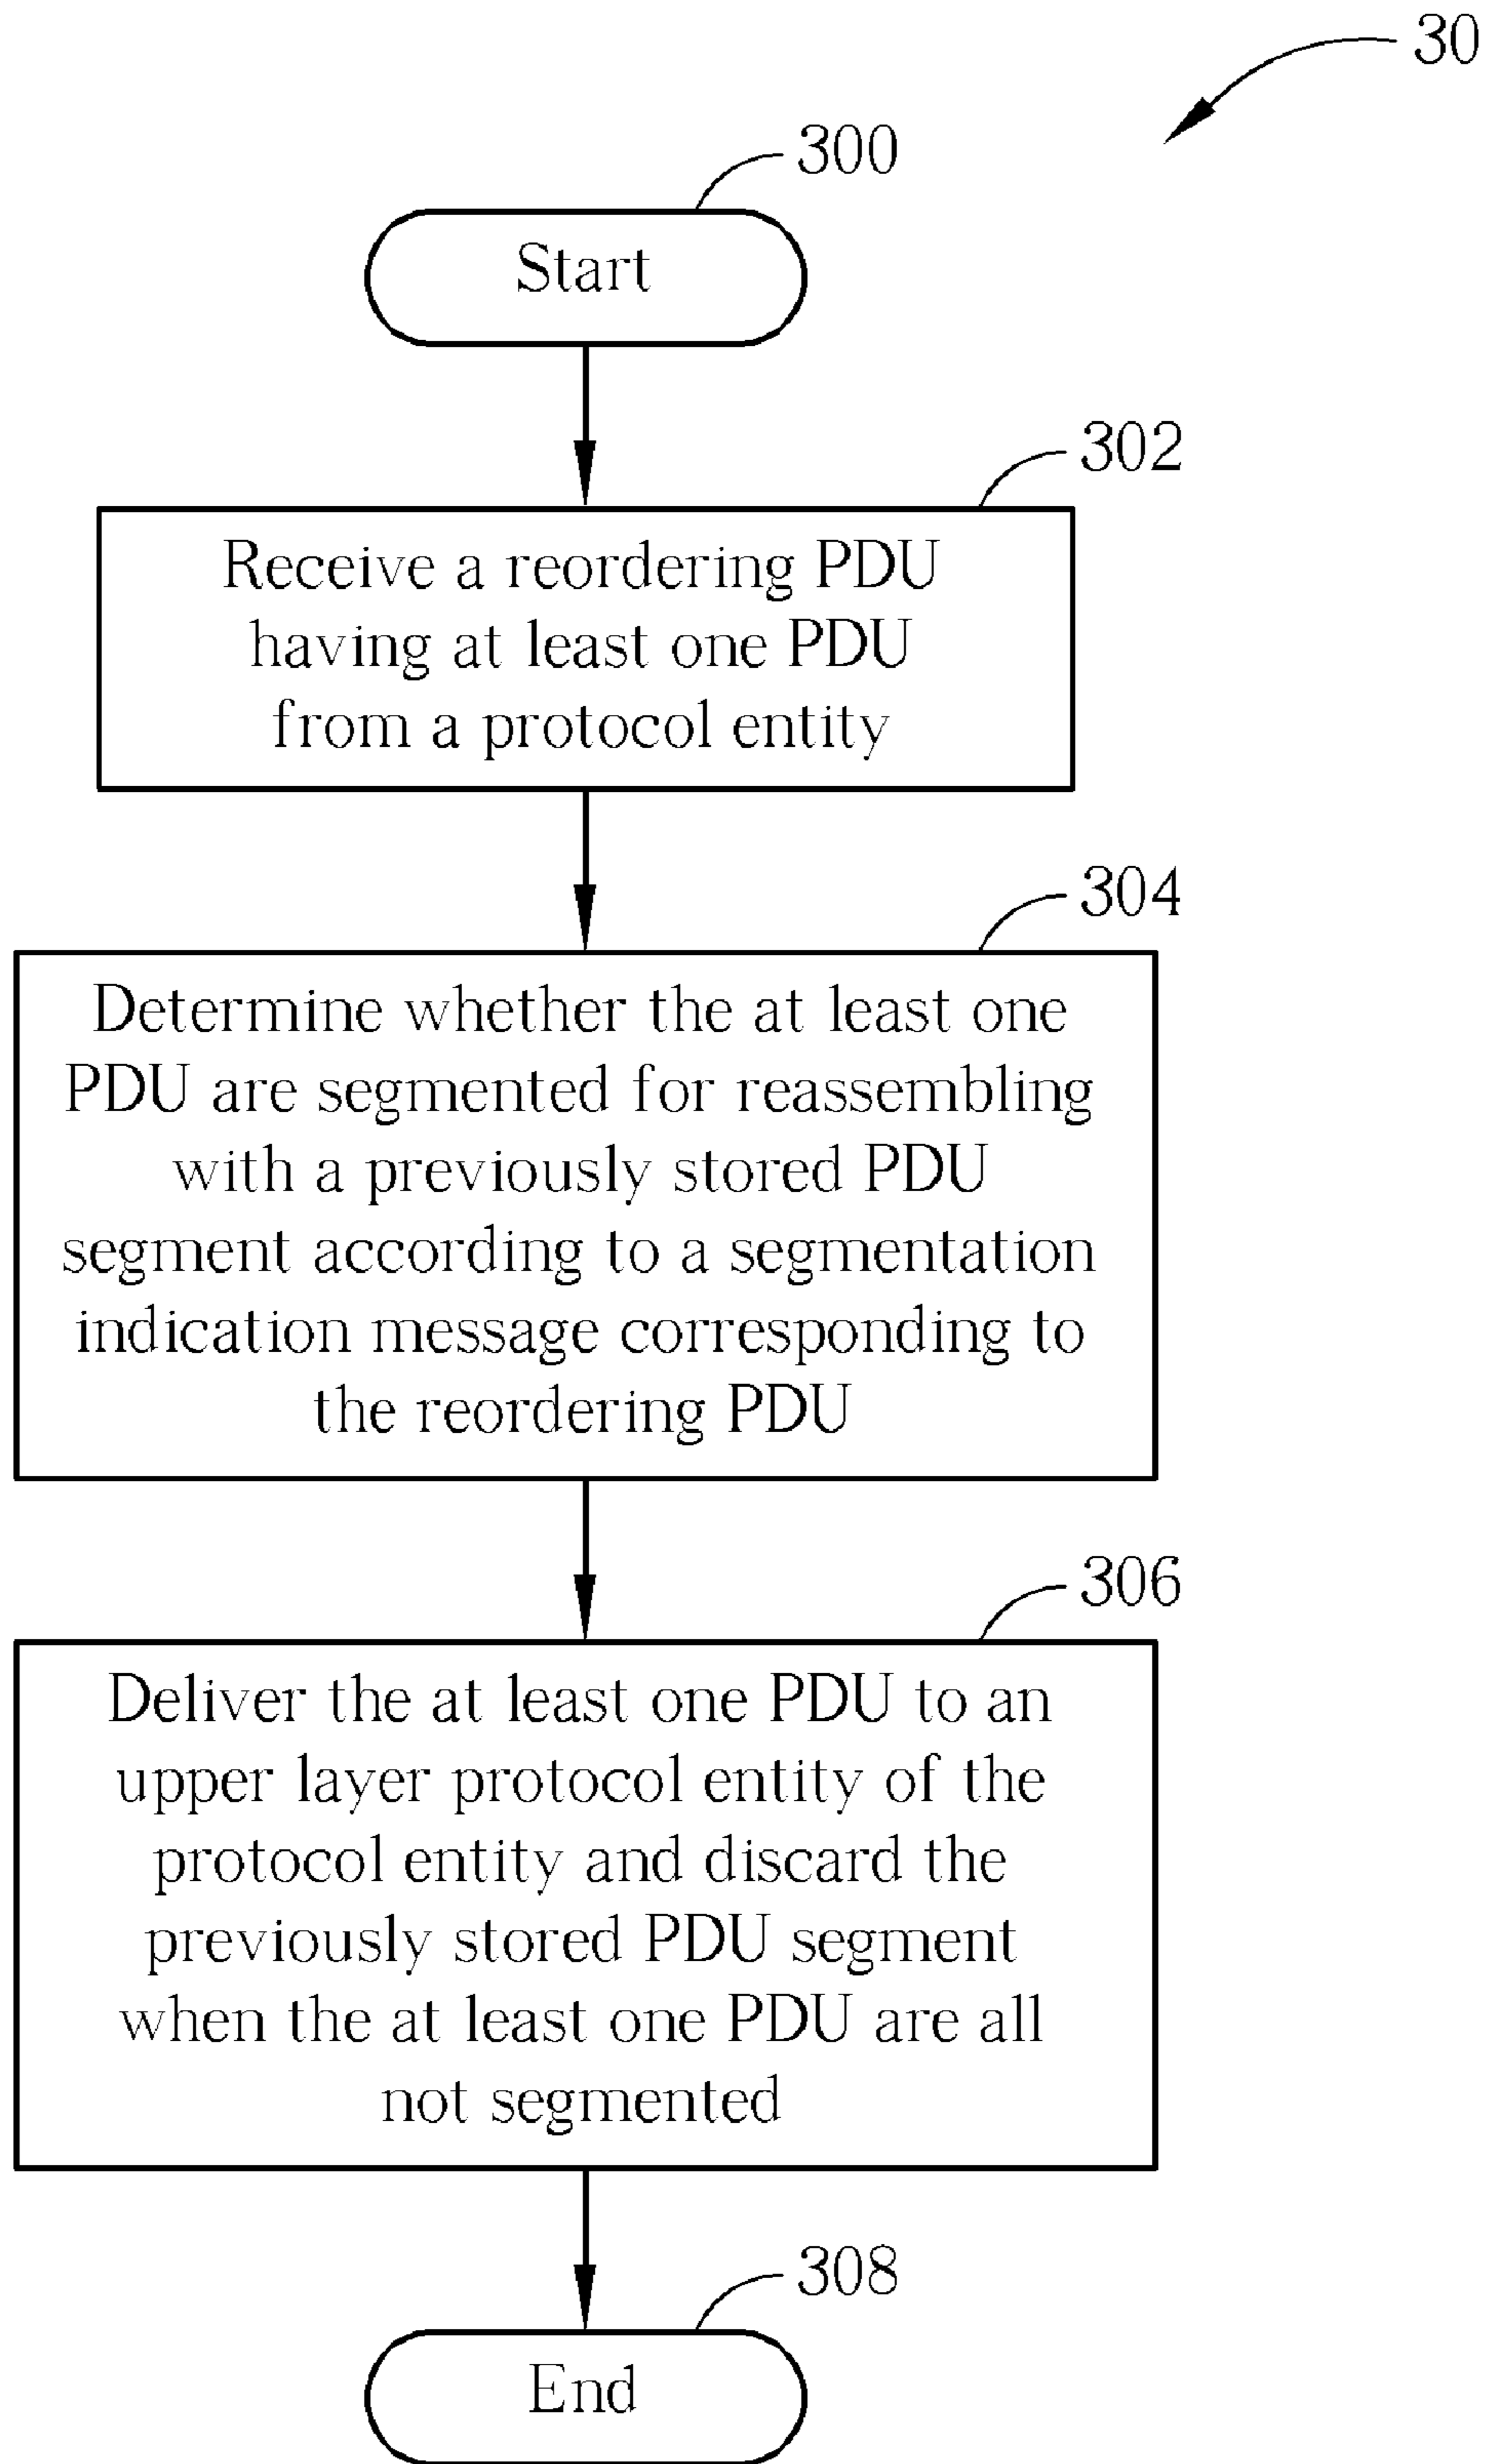 30
300
Start
302
Receive a reordering PDU
having at least one PDU
from a protocol entity
304
Determine whether the at least one
PDU are segmented for reassembling
with a previously stored PDU
segment according to a segmentation
indication message corresponding to
the reordering PDU
306
Deliver the at least one PDU to an
upper layer protocol entity of the
protocol entity and discard the
previously stored PDU segment
when the at least one PDU are all
not segmented
308
End